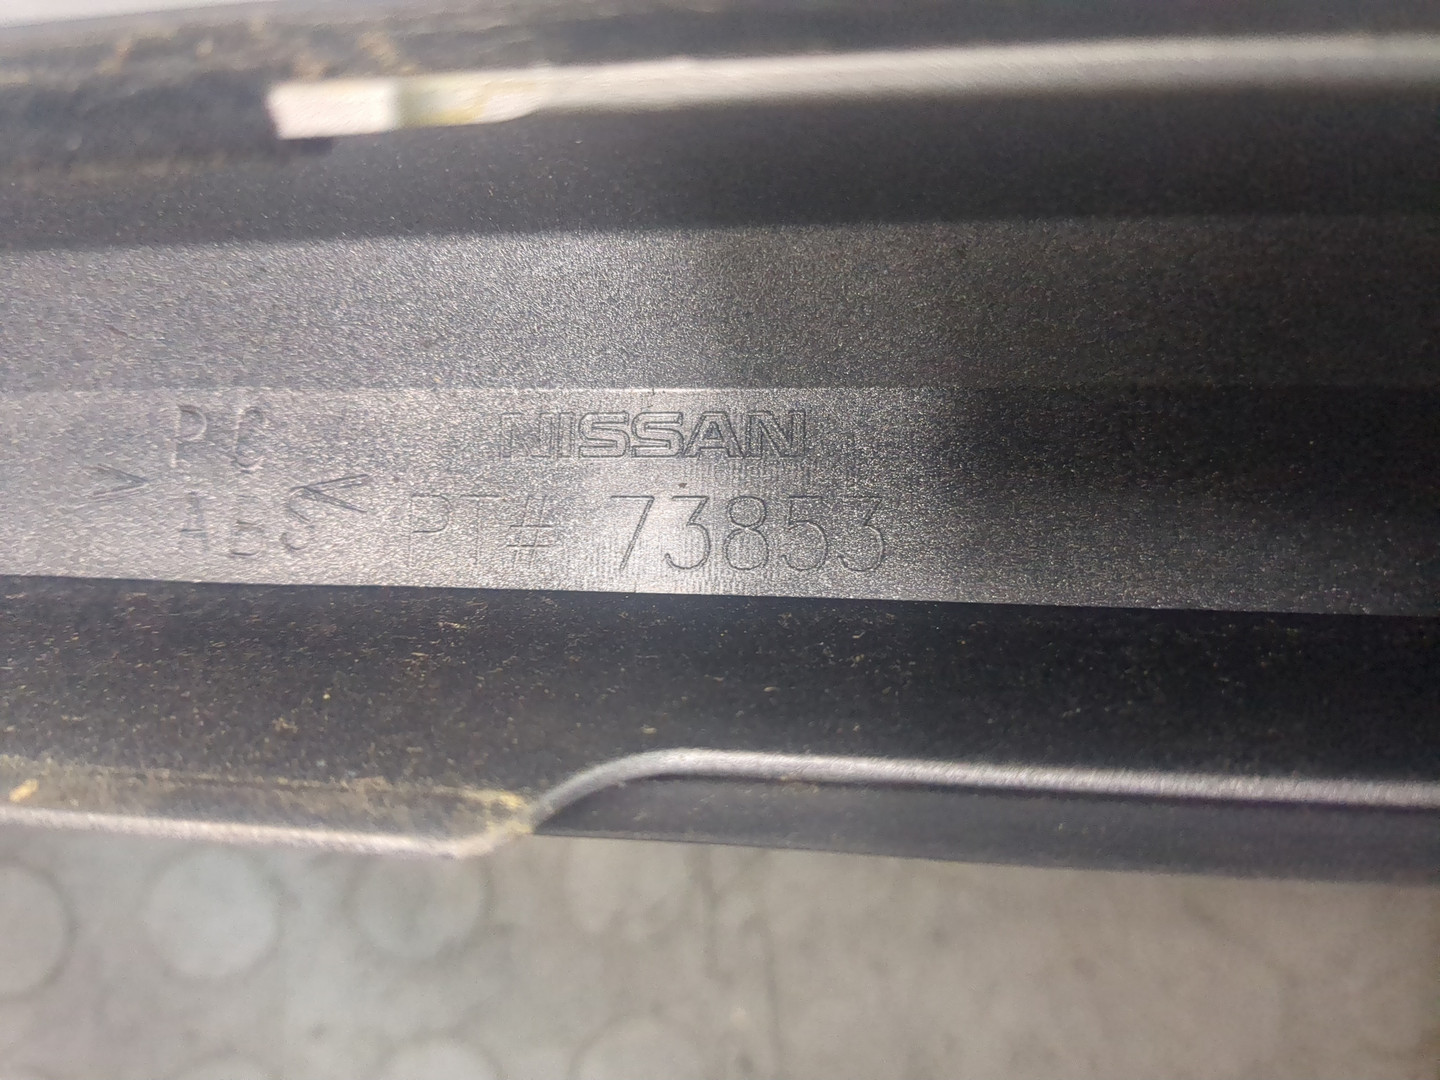 PC
> ABS <
NISSAN
PT# 73853